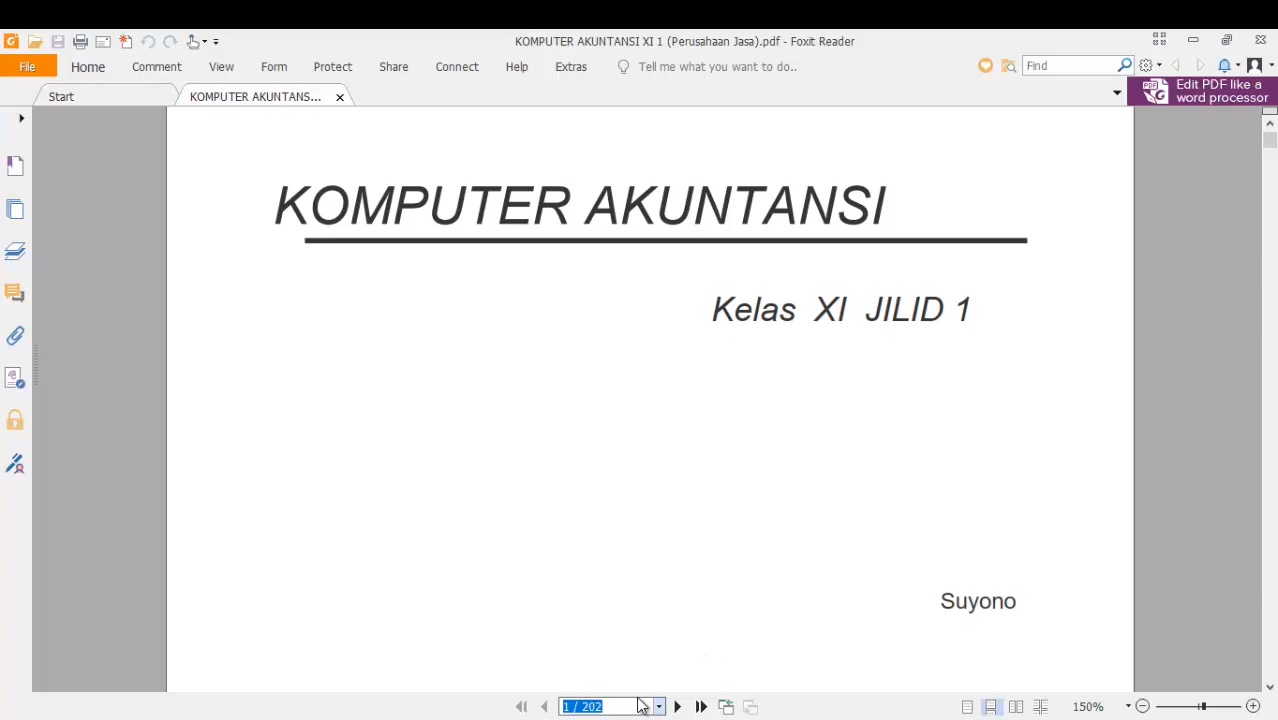 KOMPUTER AKUNTANSI XI 1 (Perusahaan Jasa).pdf - Foxit Reader
File Home Comment View Form Protect Share Connect Help Extras Tell me what you want to do.. Find
Start KOMPUTER AKUNTANS... Edit PDF like a
word processor
KOMPUTER AKUNTANSI
Kelas XI JILID 1
Suyono
1 / 202 150%